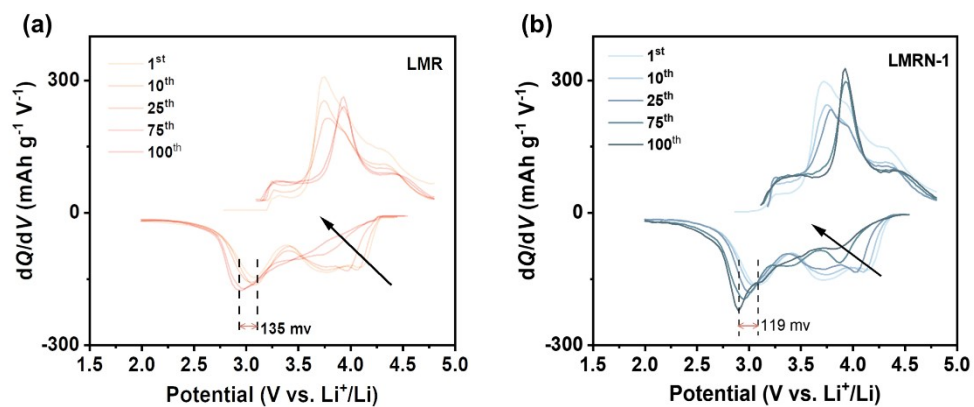 (a)
LMR
1st
10th
25th
75th
100th
300
0
-300
dQ/dV (mAh g-1 V-1)
135 mv
1.5 2.0 2.5 3.0 3.5 4.0 4.5 5.0
Potential (V vs. Li+/Li)
(b)
LMRN-1
1st
10th
25th
75th
100th
300
0
-300
dQ/dV (mAh g-1 V-1)
119 mv
1.5 2.0 2.5 3.0 3.5 4.0 4.5 5.0
Potential (V vs. Li+/Li)